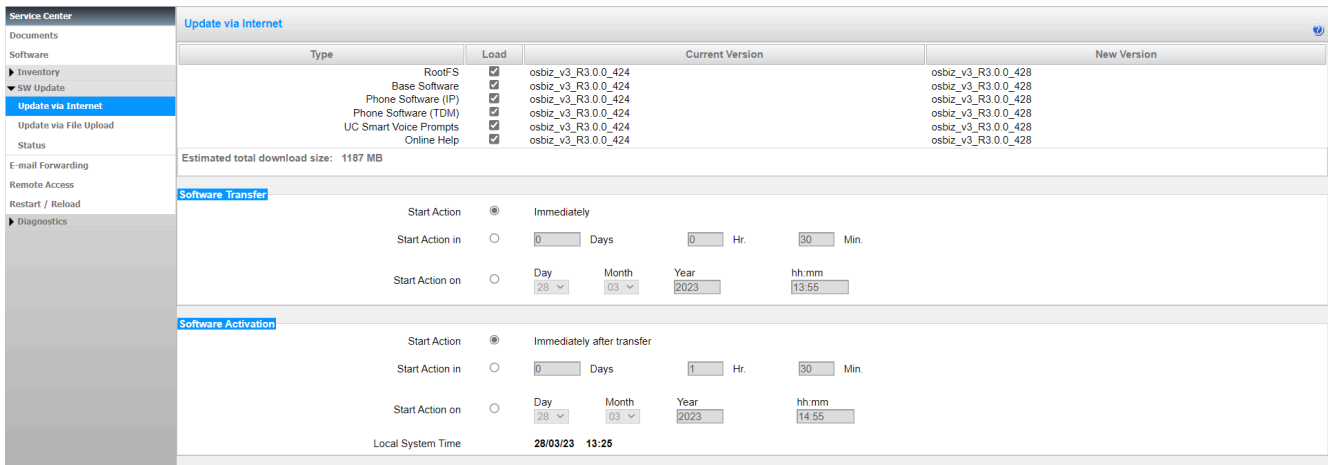 Service Center
Documents
Software
Inventory
SW Update
Update via Internet
Update via File Upload
Status
E-mail Forwarding
Remote Access
Restart / Reload
Diagnostics
Update via Internet
Type Load Current Version New Version
RootFS osbiz_v3_R3.0.0_424 osbiz_v3_R3.0.0_428
Base Software osbiz_v3_R3.0.0_424 osbiz_v3_R3.0.0_428
Phone Software (IP) osbiz_v3_R3.0.0_424 osbiz_v3_R3.0.0_428
Phone Software (TDM) osbiz_v3_R3.0.0_424 osbiz_v3_R3.0.0_428
UC Smart Voice Prompts osbiz_v3_R3.0.0_424 osbiz_v3_R3.0.0_428
Online Help osbiz_v3_R3.0.0_424 osbiz_v3_R3.0.0_428
Estimated total download size: 1187 MB
Software Transfer
Start Action Immediately
Start Action in 0 Days 0 Hr. 30 Min.
Day Month Year hh:mm
Start Action on 28 03 2023 13:55
Software Activation
Start Action Immediately after transfer
Start Action in 0 Days 1 Hr. 30 Min.
Day Month Year hh:mm
Start Action on 28 03 2023 14:55
Local System Time 28/03/23 13:25